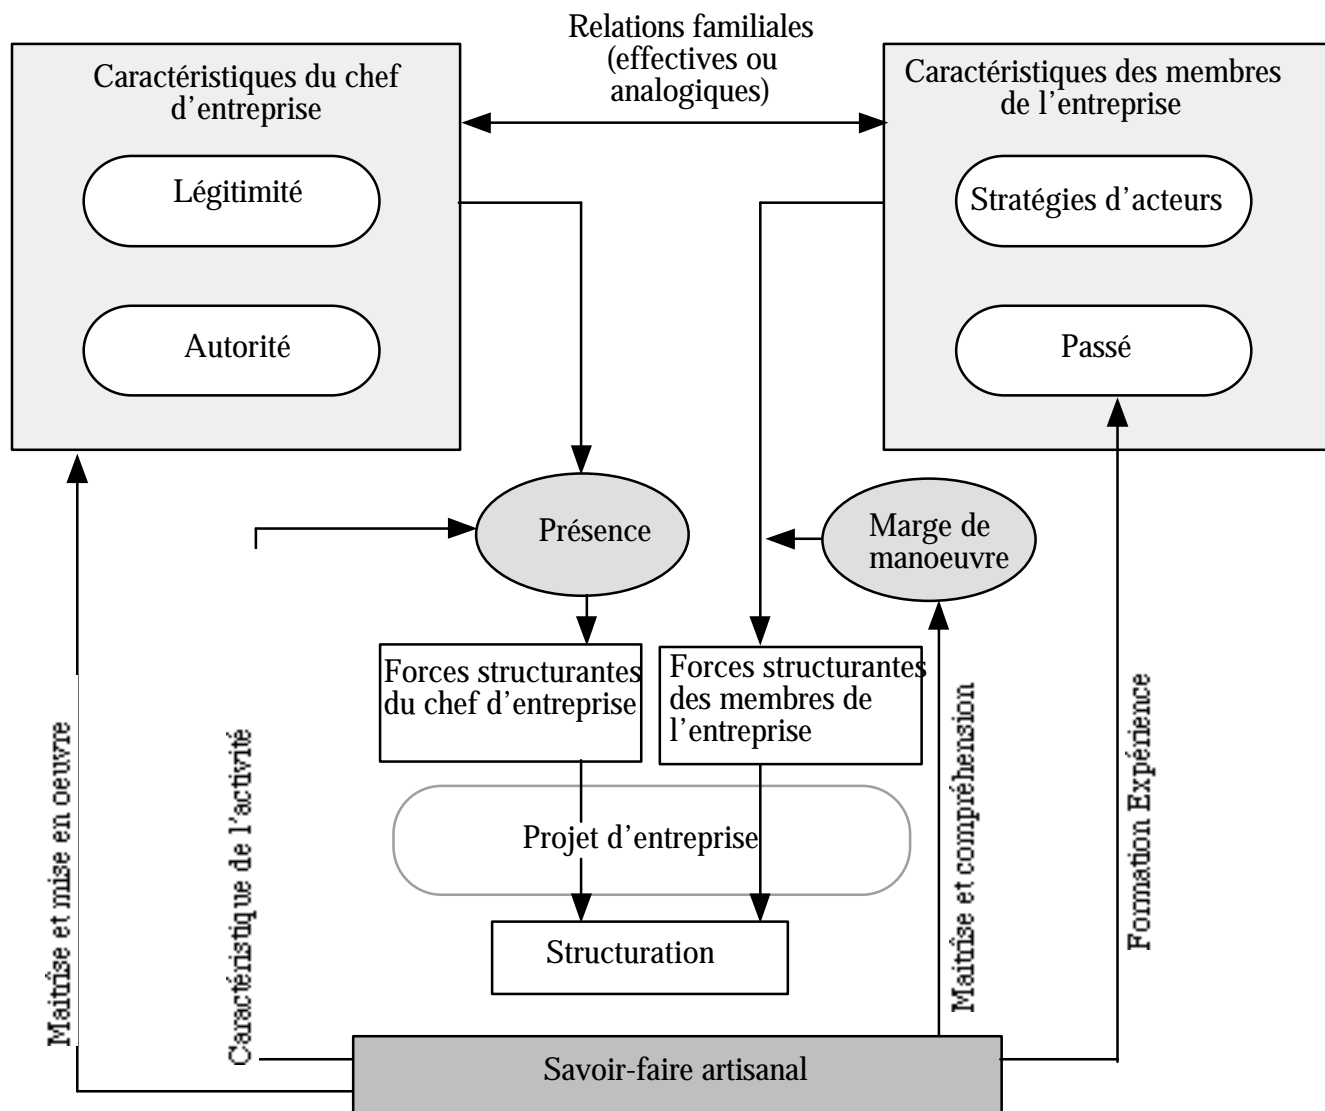 Relations familiales
(effectives ou
analogiques)
Caractéristiques du chef
d'entreprise
Légitimité
Autorité
Caractéristiques des membres
de l'entreprise
Stratégies d'acteurs
Passé
Présence
Marge de
manoeuvre
Forces structurantes
du chef d'entreprise
Forces structurantes
des membres de
l'entreprise
Projet d'entreprise
Structuration
Maitrîse et mise en oeuvre
Caractéristique de l'activité
Maitrîse et compréhension
Formation Expérience
Savoir-faire artisanal